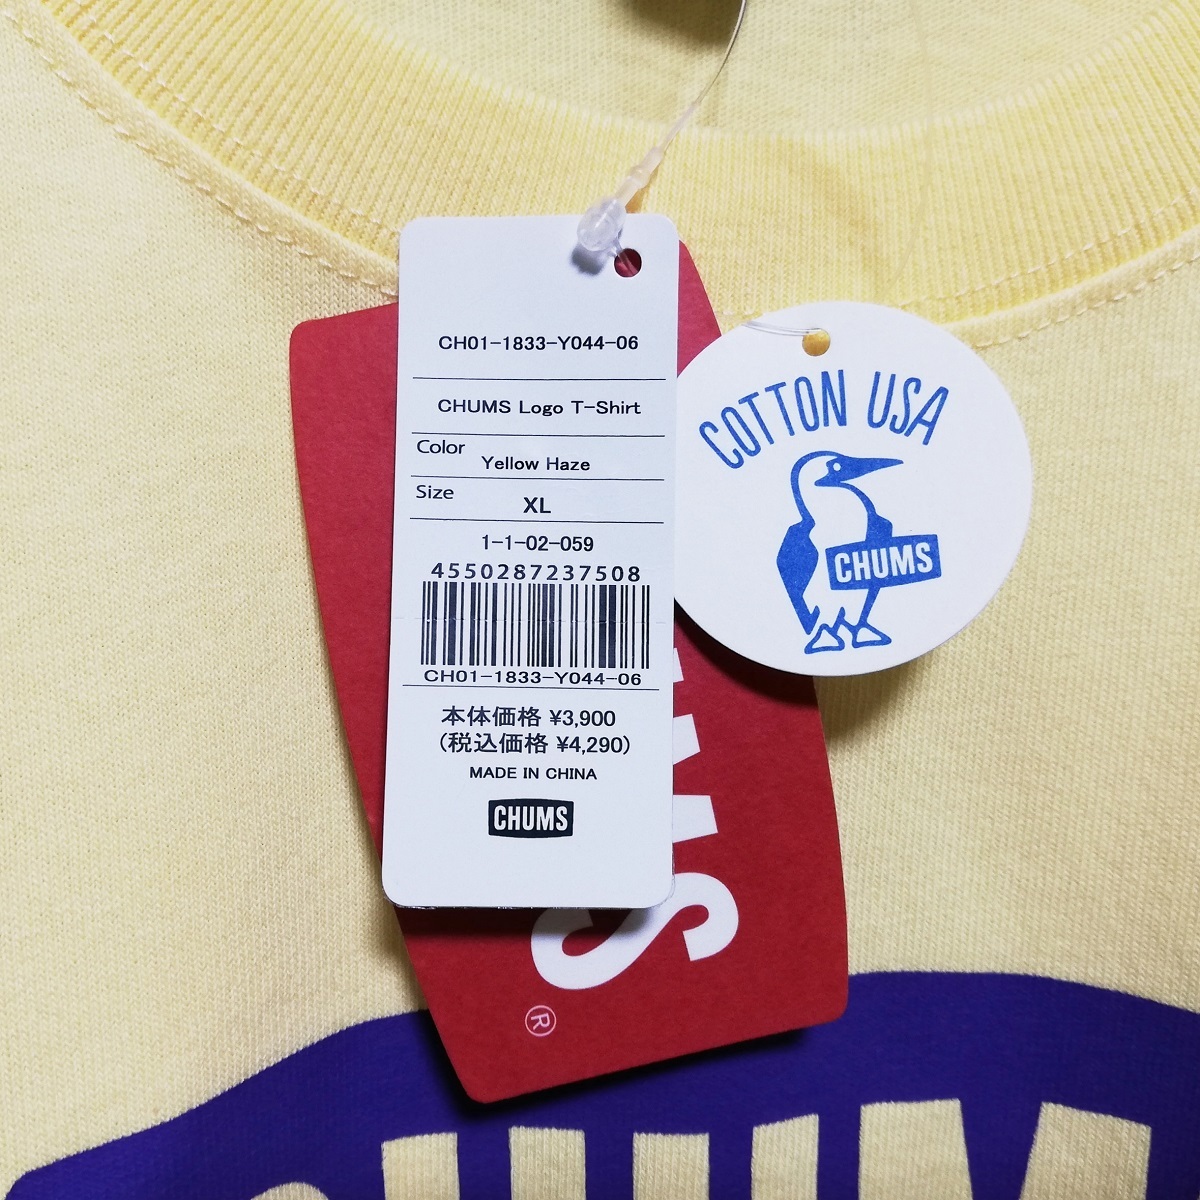 CH01-1833-Y044-06
CHUMS Logo T-Shirt
Color Yellow Haze
Size XL
1-1-02-059
4550287237508
CH01-1833-Y044-06
本体価格 ¥3,900
(税込価格 ¥4,290)
MADE IN CHINA
CHUMS
COTTON USA
CHUMS
MS
®
CHUM